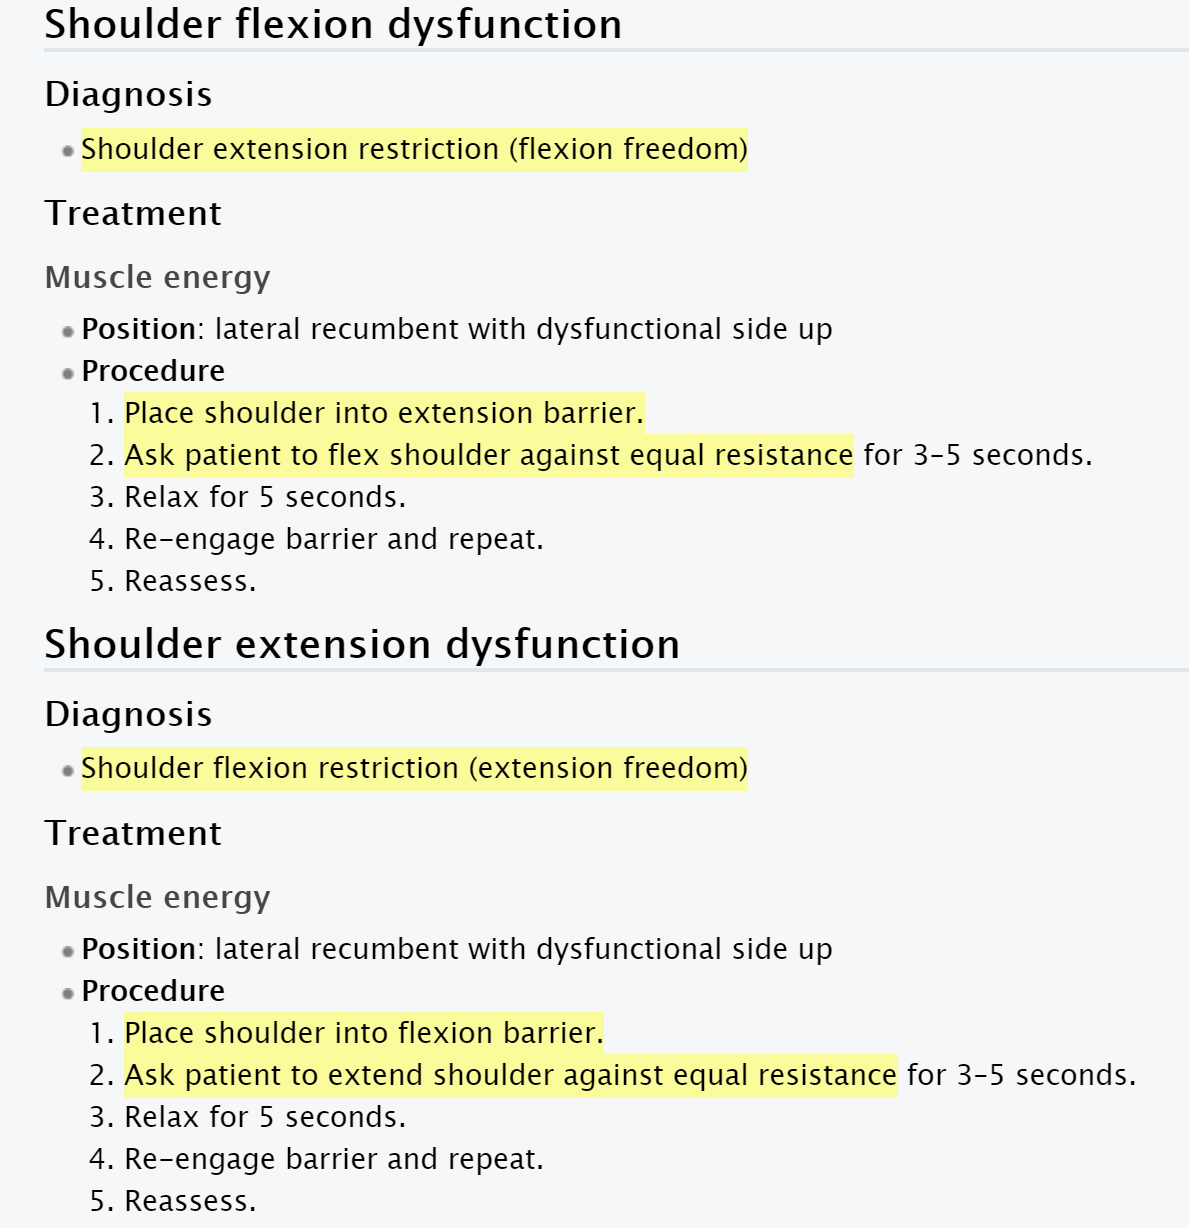 Shoulder flexion dysfunction
Diagnosis
Shoulder extension restriction (flexion freedom)
Treatment
Muscle energy
Position: lateral recumbent with dysfunctional side up
Procedure
1. Place shoulder into extension barrier.
2. Ask patient to flex shoulder against equal resistance for 3–5 seconds.
3. Relax for 5 seconds.
4. Re-engage barrier and repeat.
5. Reassess.
Shoulder extension dysfunction
Diagnosis
Shoulder flexion restriction (extension freedom)
Treatment
Muscle energy
Position: lateral recumbent with dysfunctional side up
Procedure
1. Place shoulder into flexion barrier.
2. Ask patient to extend shoulder against equal resistance for 3–5 seconds.
3. Relax for 5 seconds.
4. Re-engage barrier and repeat.
5. Reassess.